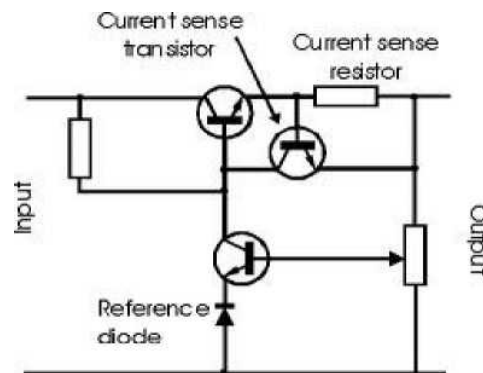 Current sense
transistor
Current sense
resistor
Input
Output
Reference
diode